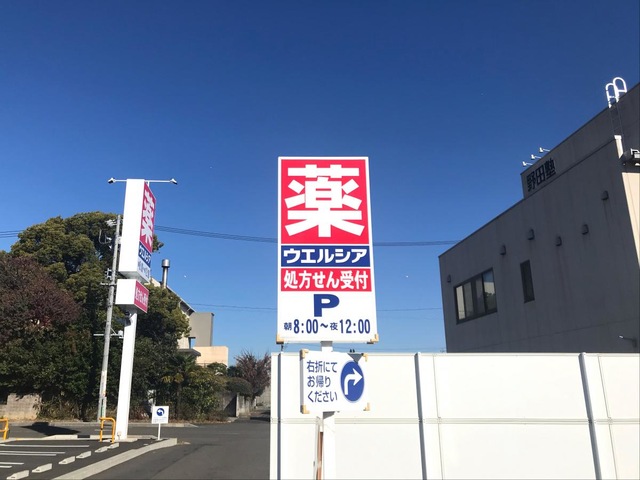 薬
ウエルシア
処方せん受付
P
朝8:00~夜12:00
右折にて
お帰り
ください
野田塾
薬